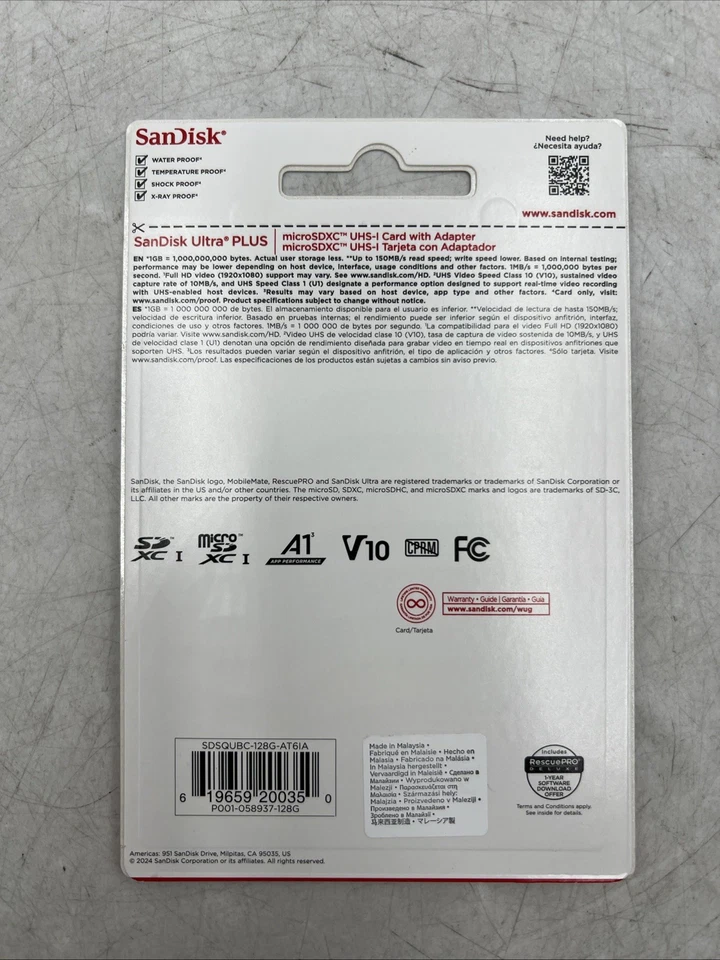 SanDisk®
WATER PROOF⁴
TEMPERATURE PROOF⁴
SHOCK PROOF⁴
X-RAY PROOF⁴
Need help?
¿Necesita ayuda?
www.sandisk.com
SanDisk Ultra® PLUS
microSDXC™ UHS-I Card with Adapter
microSDXC™ UHS-I Tarjeta con Adaptador
EN *1GB = 1,000,000,000 bytes. Actual user storage less. **Up to 150MB/s read speed; write speed lower. Based on internal testing;
performance may be lower depending on host device, interface, usage conditions and other factors. 1MB/s = 1,000,000 bytes per
second. ¹Full HD video (1920x1080) support may vary. See www.sandisk.com/HD. ²UHS Video Speed Class 10 (V10), sustained video
capture rate of 10MB/s, and UHS Speed Class 1 (U1) designate a performance option designed to support real-time video recording
with UHS-enabled host devices. ³Results may vary based on host device, app type and other factors. ⁴Card only, visit:
www.sandisk.com/proof. Product specifications subject to change without notice.
ES *1GB = 1 000 000 000 de bytes. El almacenamiento disponible para el usuario es inferior. **Velocidad de lectura de hasta 150MB/s;
velocidad de escritura inferior. Basado en pruebas internas; el rendimiento puede ser inferior según el dispositivo anfitrión, interfaz,
condiciones de uso y otros factores. 1MB/s = 1 000 000 de bytes por segundo. ¹La compatibilidad para el video Full HD (1920x1080)
podría variar. Visite www.sandisk.com/HD. ²Video UHS de velocidad clase 10 (V10), tasa de captura de video sostenida de 10MB/s, y UHS
de velocidad clase 1 (U1) denotan una opción de rendimiento diseñada para grabar video en tiempo real en dispositivos anfitriones que
soporten UHS. ³Los resultados pueden variar según el dispositivo anfitrión, el tipo de aplicación y otros factores. ⁴Sólo tarjeta. Visite
www.sandisk.com/proof. Las especificaciones de los productos están sujetas a cambios sin aviso previo.
SanDisk, the SanDisk logo, MobileMate, RescuePRO and SanDisk Ultra are registered trademarks or trademarks of SanDisk Corporation or
its affiliates in the US and/or other countries. The microSD, SDXC, microSDHC, and microSDXC marks and logos are trademarks of SD-3C,
LLC. All other marks are the property of their respective owners.
SD™ XC I
micro™ SD XC I
A1³ APP PERFORMANCE
V10
CPRM
FC
Card/Tarjeta
Warranty • Guide | Garantía • Guía
www.sandisk.com/wug
SDSQUBC-128G-AT6IA
6 19659 20035 0
P001-058937-128G
Made in Malaysia •
Fabriqué en Malaisie • Hecho en
Malasia • Fabricado na Malásia •
In Malaysia hergestellt •
Vervaardigd in Maleisië • Сделано в
Малайзии • Wyprodukowano w
Malezji • Παρασκευάζεται στη
Μαλαισία • Származási hely:
Malajzia • Proizvedeno v Maleziji •
Произведено в Малайзия •
Зроблено в Малайзії •
马来西亚制造 • マレーシア製
Includes
RescuePRO®
DELUXE
1-YEAR
SOFTWARE
DOWNLOAD
OFFER
Terms and Conditions apply.
See inside for details.
Americas: 951 SanDisk Drive, Milpitas, CA 95035, US
© 2024 SanDisk Corporation or its affiliates. All rights reserved.